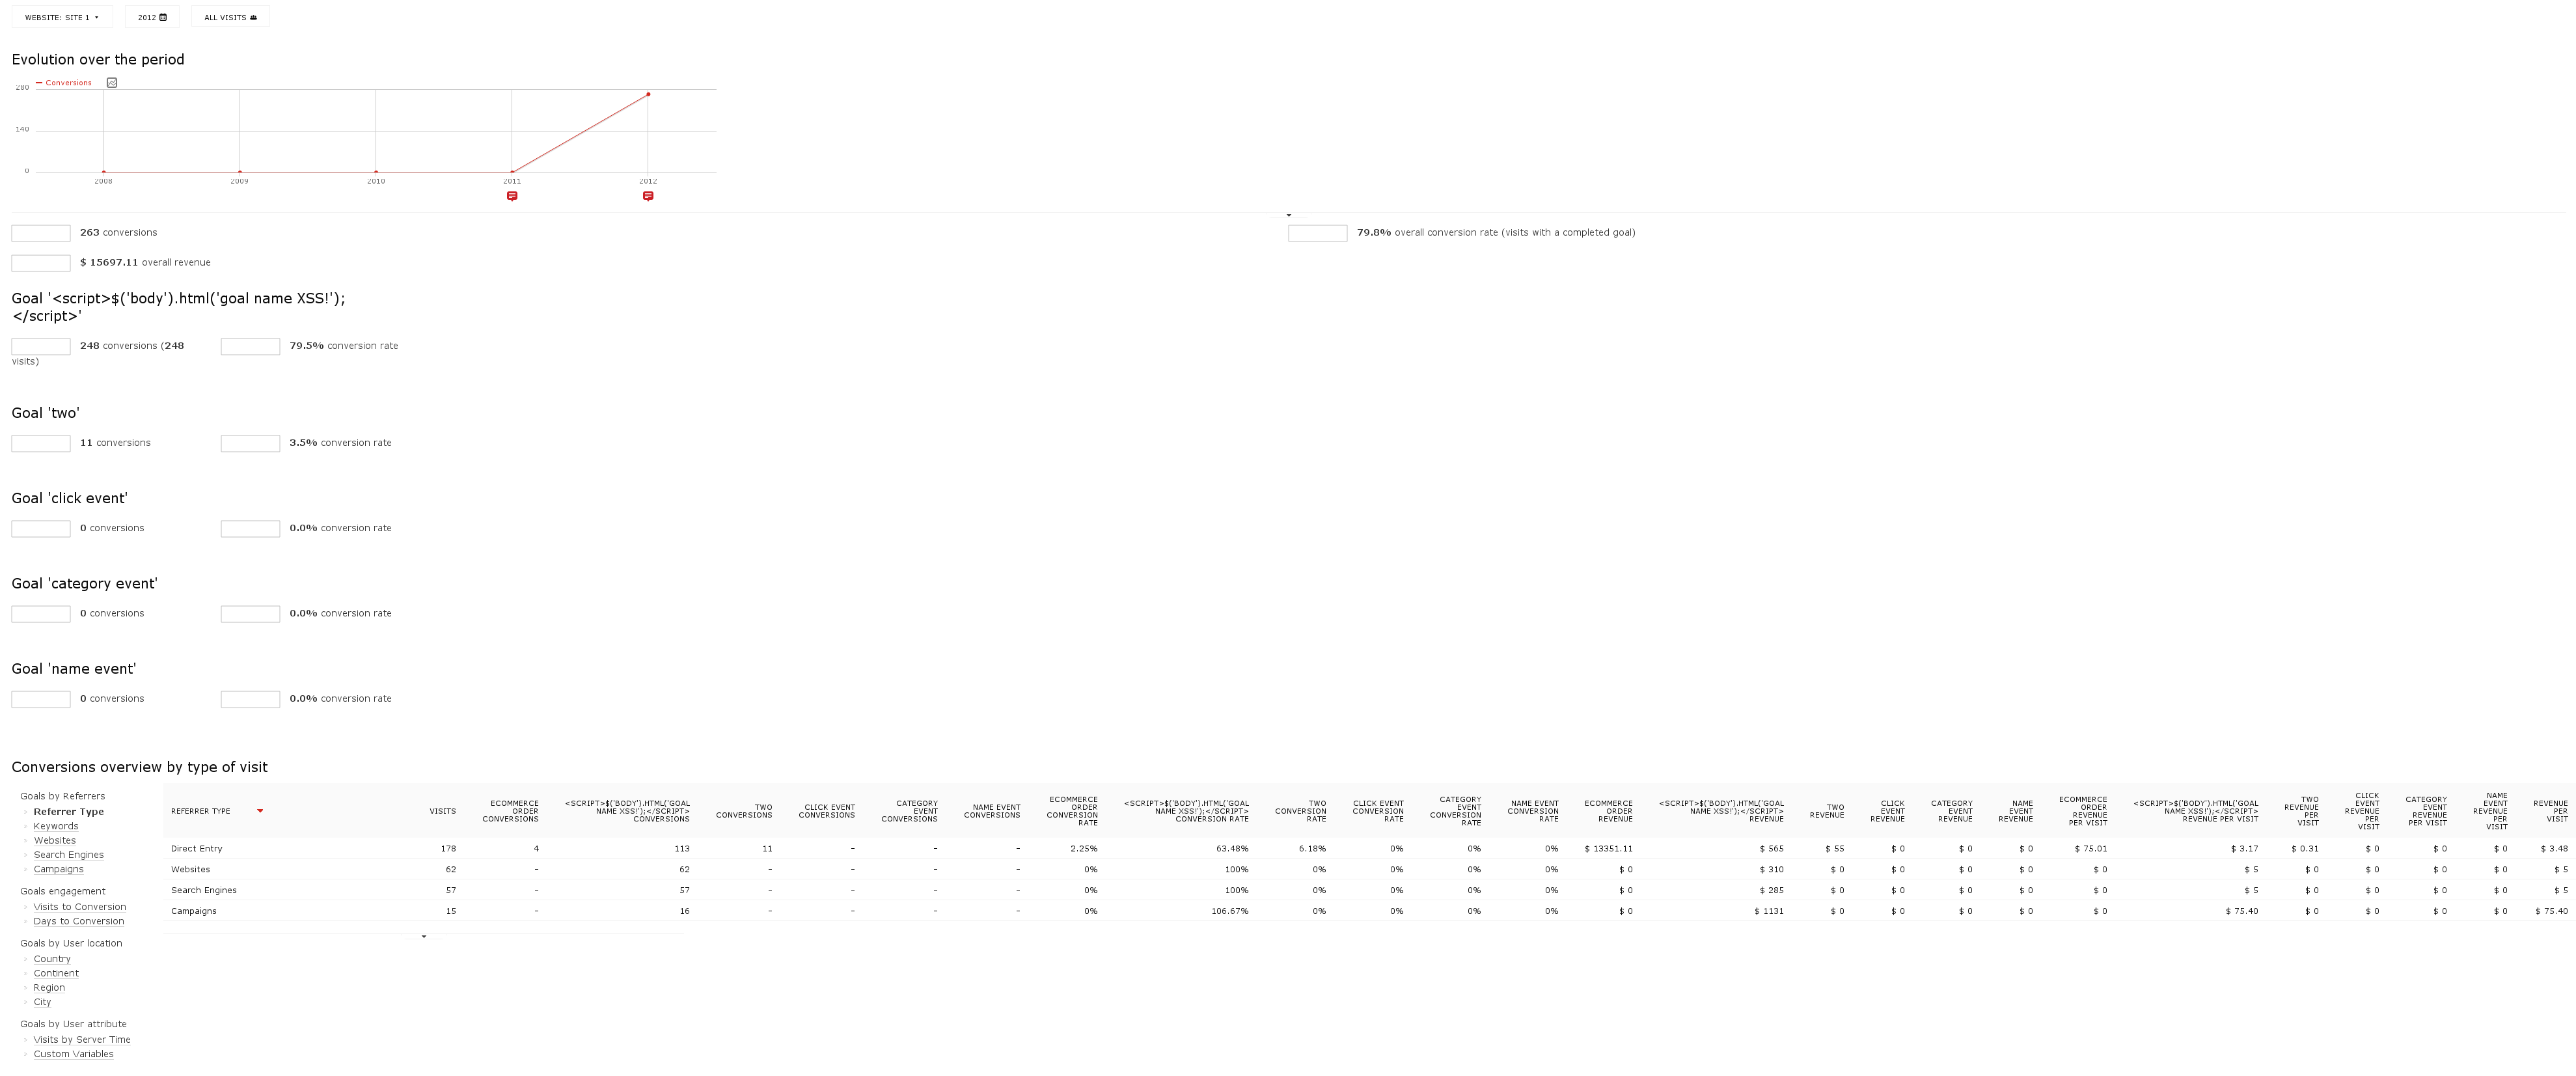 WEBSITE: SITE 1
2012
ALL VISITS
Evolution over the period
Conversions
280
140
0
2008 2009 2010 2011 2012
263 conversions
79.8% overall conversion rate (visits with a completed goal)
$ 15697.11 overall revenue
Goal '<script>$('body').html('goal name XSS!');
</script>'
248 conversions (248 visits)
79.5% conversion rate
Goal 'two'
11 conversions
3.5% conversion rate
Goal 'click event'
0 conversions
0.0% conversion rate
Goal 'category event'
0 conversions
0.0% conversion rate
Goal 'name event'
0 conversions
0.0% conversion rate
Conversions overview by type of visit
Goals by Referrers
Referrer Type
Keywords
Websites
Search Engines
Campaigns
Goals engagement
Visits to Conversion
Days to Conversion
Goals by User location
Country
Continent
Region
City
Goals by User attribute
Visits by Server Time
Custom Variables
REFERRER TYPE
VISITS
ECOMMERCE ORDER CONVERSIONS
<SCRIPT>$('BODY').HTML('GOAL NAME XSS!');</SCRIPT> CONVERSIONS
TWO CONVERSIONS
CLICK EVENT CONVERSIONS
CATEGORY EVENT CONVERSIONS
NAME EVENT CONVERSIONS
ECOMMERCE ORDER CONVERSION RATE
<SCRIPT>$('BODY').HTML('GOAL NAME XSS!');</SCRIPT> CONVERSION RATE
TWO CONVERSION RATE
CLICK EVENT CONVERSION RATE
CATEGORY EVENT CONVERSION RATE
NAME EVENT CONVERSION RATE
ECOMMERCE ORDER REVENUE
<SCRIPT>$('BODY').HTML('GOAL NAME XSS!');</SCRIPT> REVENUE
TWO REVENUE
CLICK EVENT REVENUE
CATEGORY EVENT REVENUE
NAME EVENT REVENUE
ECOMMERCE ORDER REVENUE PER VISIT
<SCRIPT>$('BODY').HTML('GOAL NAME XSS!');</SCRIPT> REVENUE PER VISIT
TWO REVENUE PER VISIT
CLICK EVENT REVENUE PER VISIT
CATEGORY EVENT REVENUE PER VISIT
NAME EVENT REVENUE PER VISIT
REVENUE PER VISIT
Direct Entry 178 4 113 11 - - - 2.25% 63.48% 6.18% 0% 0% 0% $ 13351.11 $ 565 $ 55 $ 0 $ 0 $ 0 $ 75.01 $ 3.17 $ 0.31 $ 0 $ 0 $ 0 $ 3.48
Websites 62 - 62 - - - - 0% 100% 0% 0% 0% 0% $ 0 $ 310 $ 0 $ 0 $ 0 $ 0 $ 0 $ 5 $ 0 $ 0 $ 0 $ 0 $ 5
Search Engines 57 - 57 - - - - 0% 100% 0% 0% 0% 0% $ 0 $ 285 $ 0 $ 0 $ 0 $ 0 $ 0 $ 5 $ 0 $ 0 $ 0 $ 0 $ 5
Campaigns 15 - 16 - - - - 0% 106.67% 0% 0% 0% 0% $ 0 $ 1131 $ 0 $ 0 $ 0 $ 0 $ 0 $ 75.40 $ 0 $ 0 $ 0 $ 0 $ 75.40